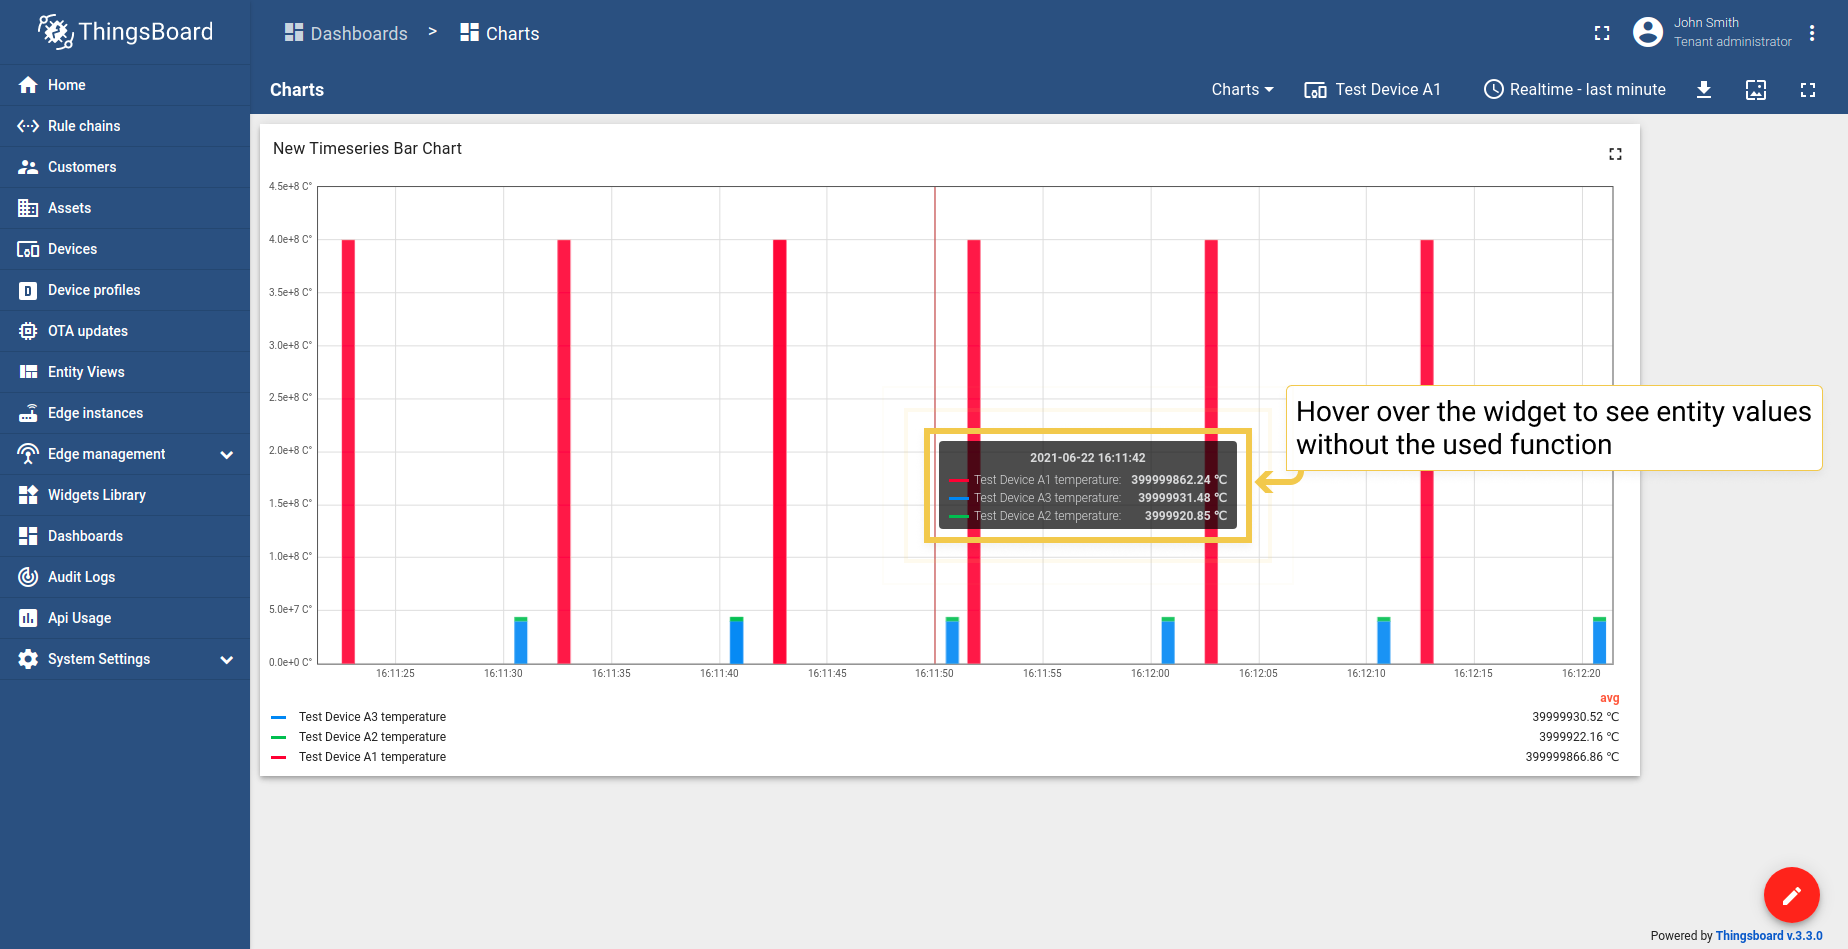 ThingsBoard
Dashboards > Charts
John Smith
Tenant administrator
Home
Rule chains
Customers
Assets
Devices
Device profiles
OTA updates
Entity Views
Edge instances
Edge management
Widgets Library
Dashboards
Audit Logs
Api Usage
System Settings
Charts
Charts
Test Device A1
Realtime - last minute
New Timeseries Bar Chart
4.5e+8 C°
4.0e+8 C°
3.5e+8 C°
3.0e+8 C°
2.5e+8 C°
2.0e+8 C°
1.5e+8 C°
1.0e+8 C°
5.0e+7 C°
0.0e+0 C°
16:11:25 16:11:30 16:11:35 16:11:40 16:11:45 16:11:50 16:11:55 16:12:00 16:12:05 16:12:10 16:12:15 16:12:20
2021-06-22 16:11:42
Test Device A1 temperature: 399999862.24 °C
Test Device A3 temperature: 39999931.48 °C
Test Device A2 temperature: 3999920.85 °C
Hover over the widget to see entity values
without the used function
avg
Test Device A3 temperature 39999930.52 °C
Test Device A2 temperature 3999922.16 °C
Test Device A1 temperature 399999866.86 °C
Powered by Thingsboard v.3.3.0